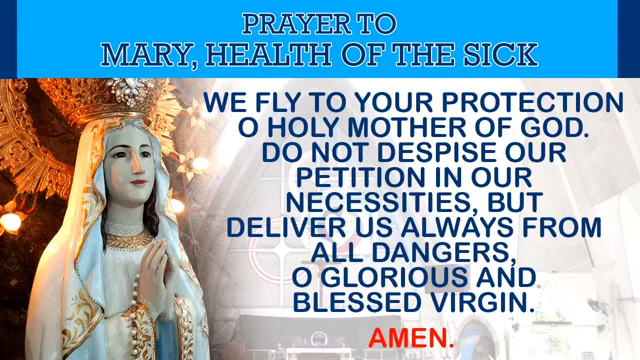 PRAYER TO
MARY, HEALTH OF THE SICK
WE FLY TO YOUR PROTECTION
O HOLY MOTHER OF GOD.
DO NOT DESPISE OUR
PETITION IN OUR
NECESSITIES, BUT
DELIVER US ALWAYS FROM
ALL DANGERS,
O GLORIOUS AND
BLESSED VIRGIN.
AMEN.